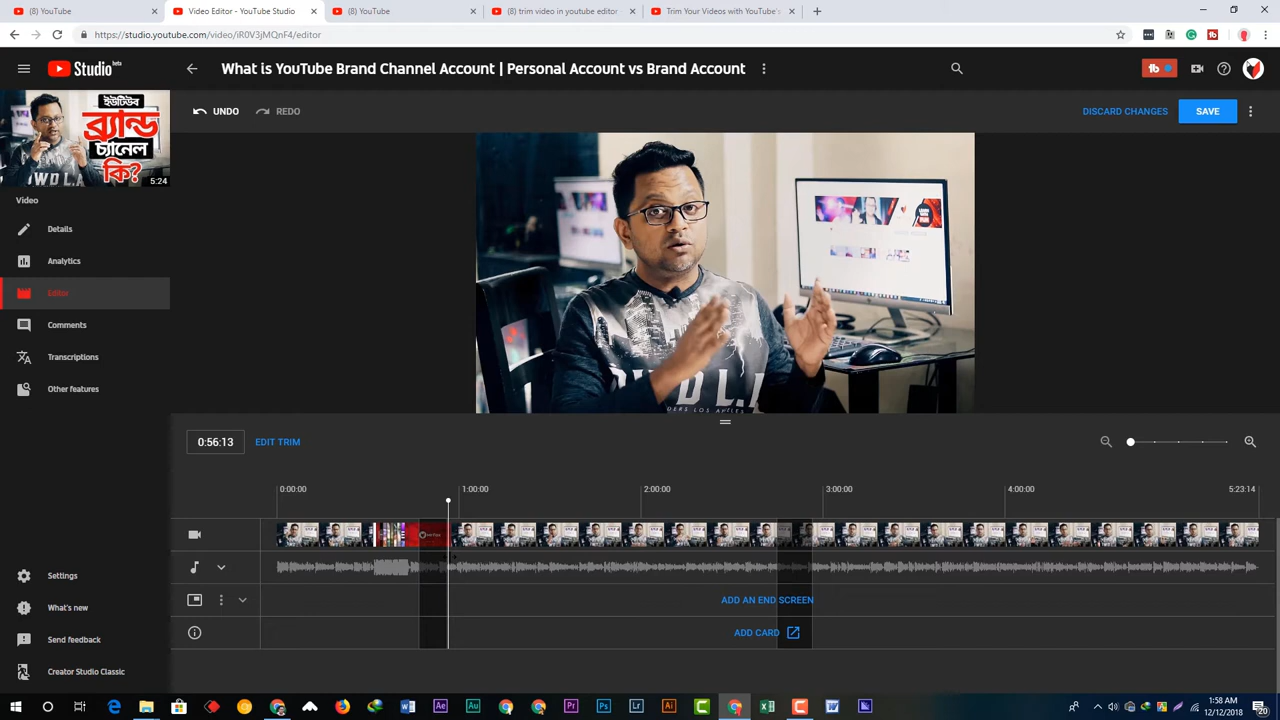 (8) YouTube
Video Editor - YouTube Studio
(8) YouTube
(8) trim video in youtube editor
Trim Your Videos with YouTube's
https://studio.youtube.com/video/iR0V3jMQnF4/editor
Studio beta
What is YouTube Brand Channel Account | Personal Account vs Brand Account
ইউটিউব
ব্র্যান্ড
চ্যানেল
কি?
5:24
UNDO
REDO
DISCARD CHANGES
SAVE
Video
Details
Analytics
Editor
Comments
Transcriptions
Other features
Settings
What's new
Send feedback
Creator Studio Classic
0:56:13
EDIT TRIM
0:00:00
1:00:00
2:00:00
3:00:00
4:00:00
5:23:14
ADD AN END SCREEN
ADD CARD
1:58 AM
12/12/2018